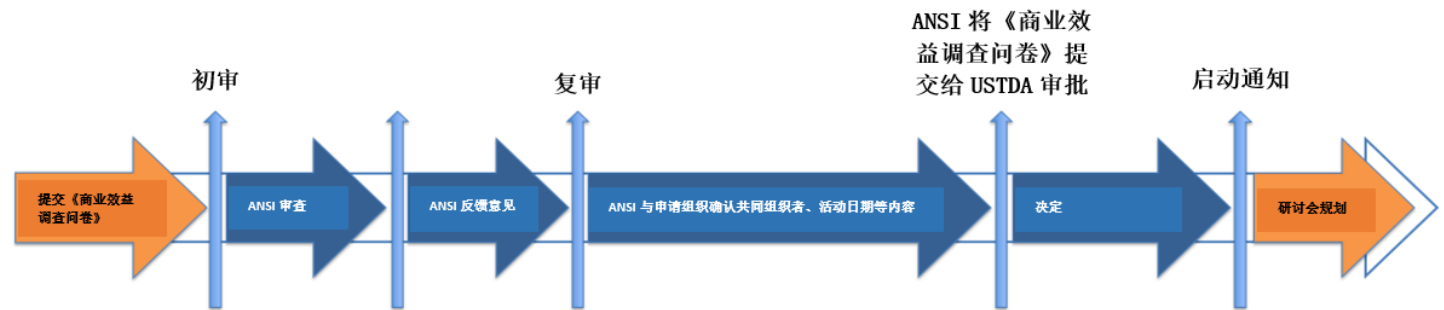 初审
复审
ANSI 将《商业效
益调查问卷》提
交给 USTDA 审批
启动通知
提交《商业效益
调查问卷》
ANSI 审查
ANSI 反馈意见
ANSI 与申请组织确认共同组织者、活动日期等内容
决定
研讨会规划